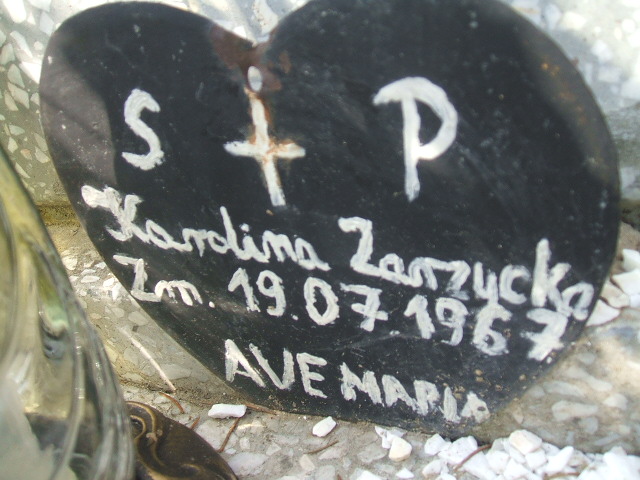 S P
Karolina Zarzycka
Zm. 19.07 1967
AVE MARIA